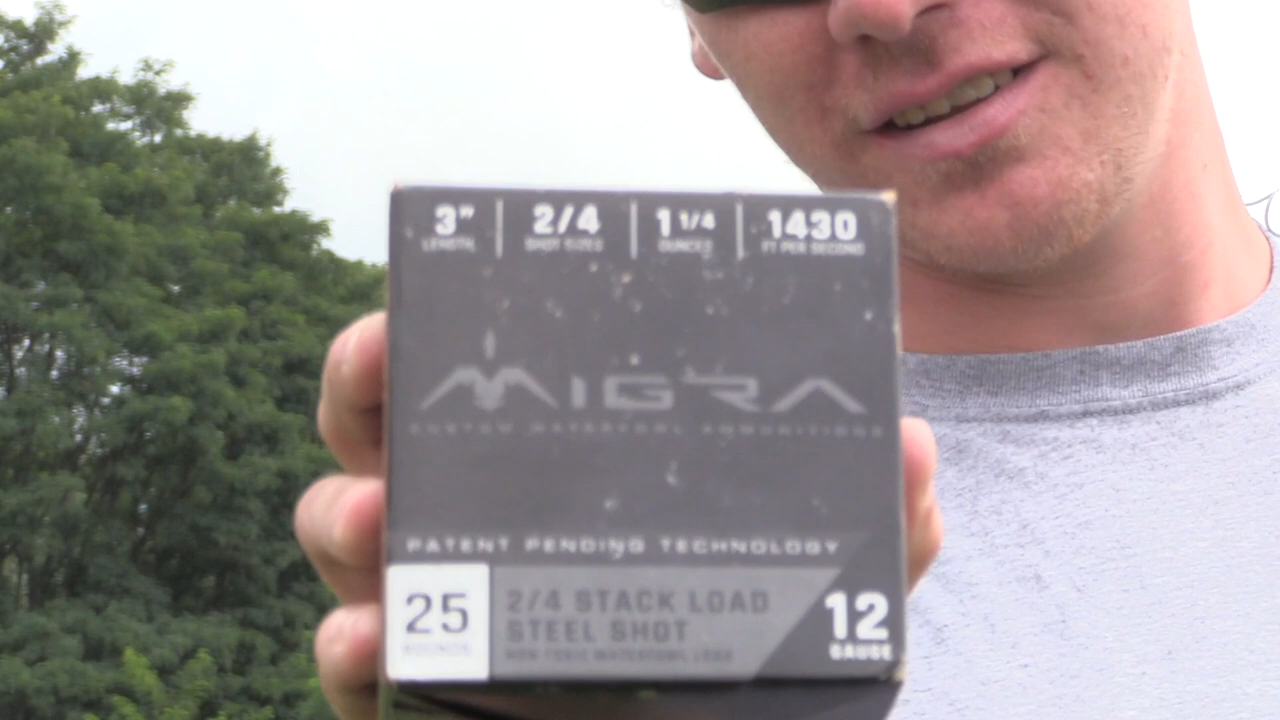 3" 2/4 1 1/4 1430
LENGTH SHOT SIZES OUNCES FT PER SECOND
MIGRA
CUSTOM WATERFOWL AMMUNITIONS
PATENT PENDING TECHNOLOGY
25 2/4 STACK LOAD 12
ROUNDS STEEL SHOT GAUGE
NON-TOXIC WATERFOWL LOAD